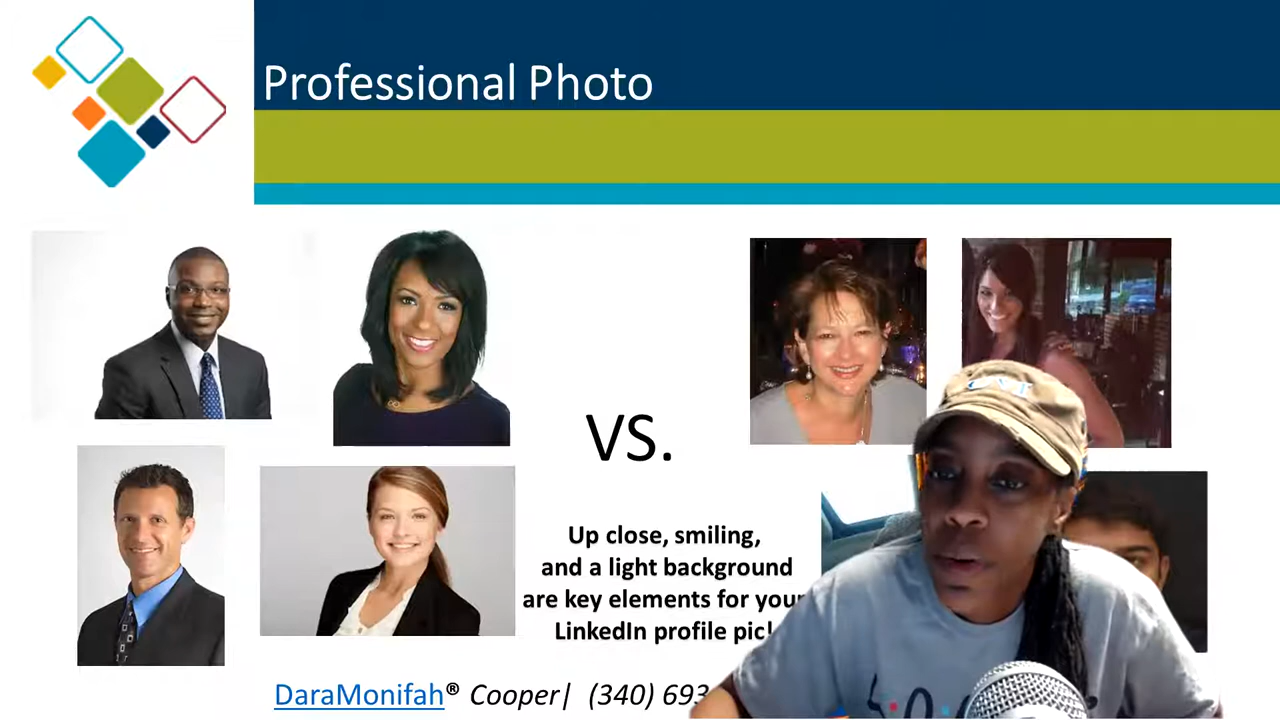 Professional Photo
VS.
Up close, smiling,
and a light background
are key elements for your
LinkedIn profile pic!
DaraMonifah® Cooper| (340) 693